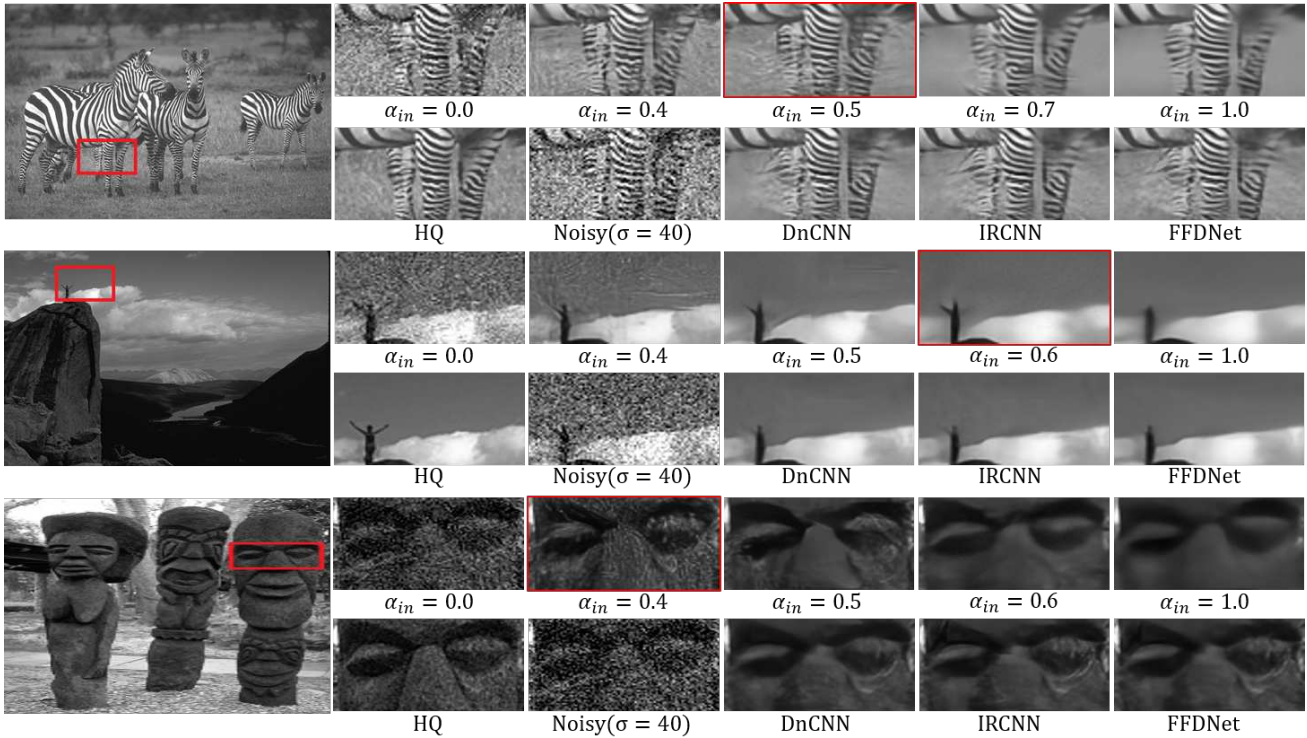 α_in = 0.0 α_in = 0.4 α_in = 0.5 α_in = 0.7 α_in = 1.0
HQ Noisy(σ = 40) DnCNN IRCNN FFDNet
α_in = 0.0 α_in = 0.4 α_in = 0.5 α_in = 0.6 α_in = 1.0
HQ Noisy(σ = 40) DnCNN IRCNN FFDNet
α_in = 0.0 α_in = 0.4 α_in = 0.5 α_in = 0.6 α_in = 1.0
HQ Noisy(σ = 40) DnCNN IRCNN FFDNet